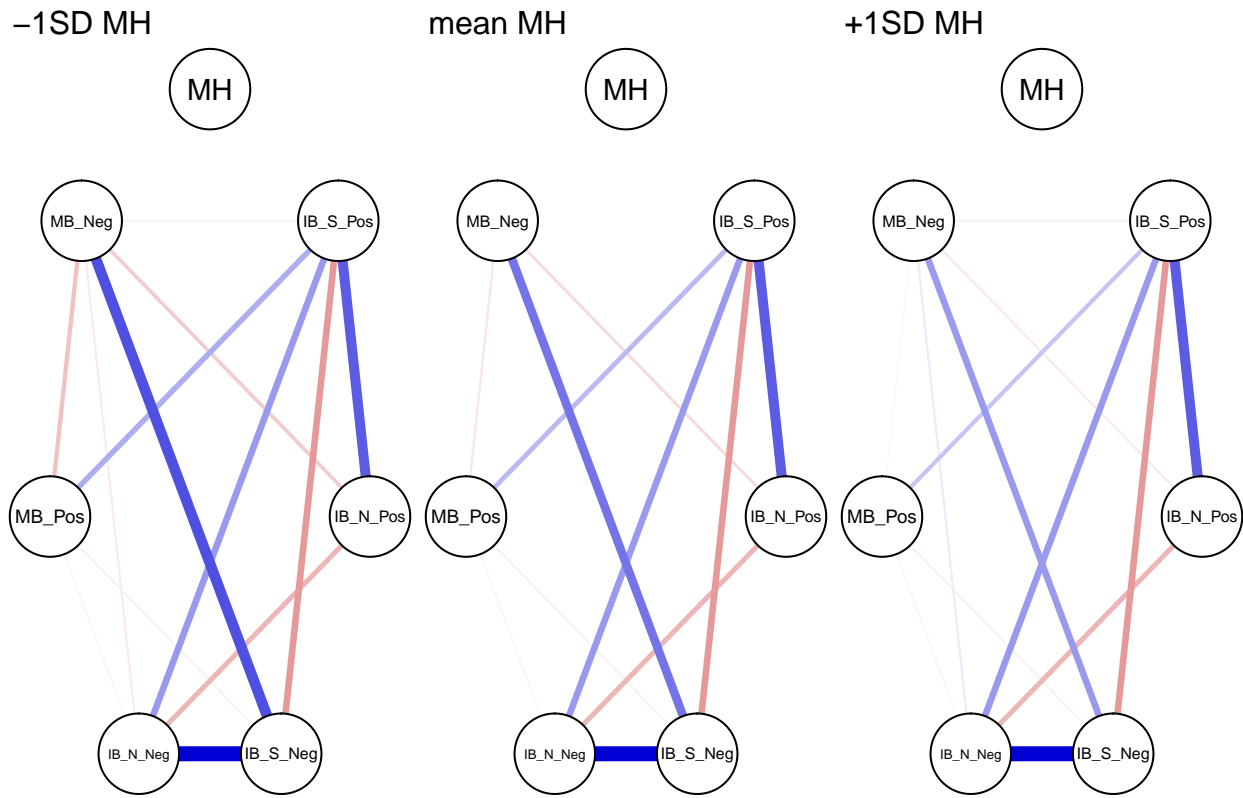 –1SD MH
mean MH
+1SD MH
MH
MH
MH
MB_Neg
IB_S_Pos
MB_Neg
IB_S_Pos
MB_Neg
IB_S_Pos
MB_Pos
IB_N_Pos
MB_Pos
IB_N_Pos
MB_Pos
IB_N_Pos
IB_N_Neg
IB_S_Neg
IB_N_Neg
IB_S_Neg
IB_N_Neg
IB_S_Neg